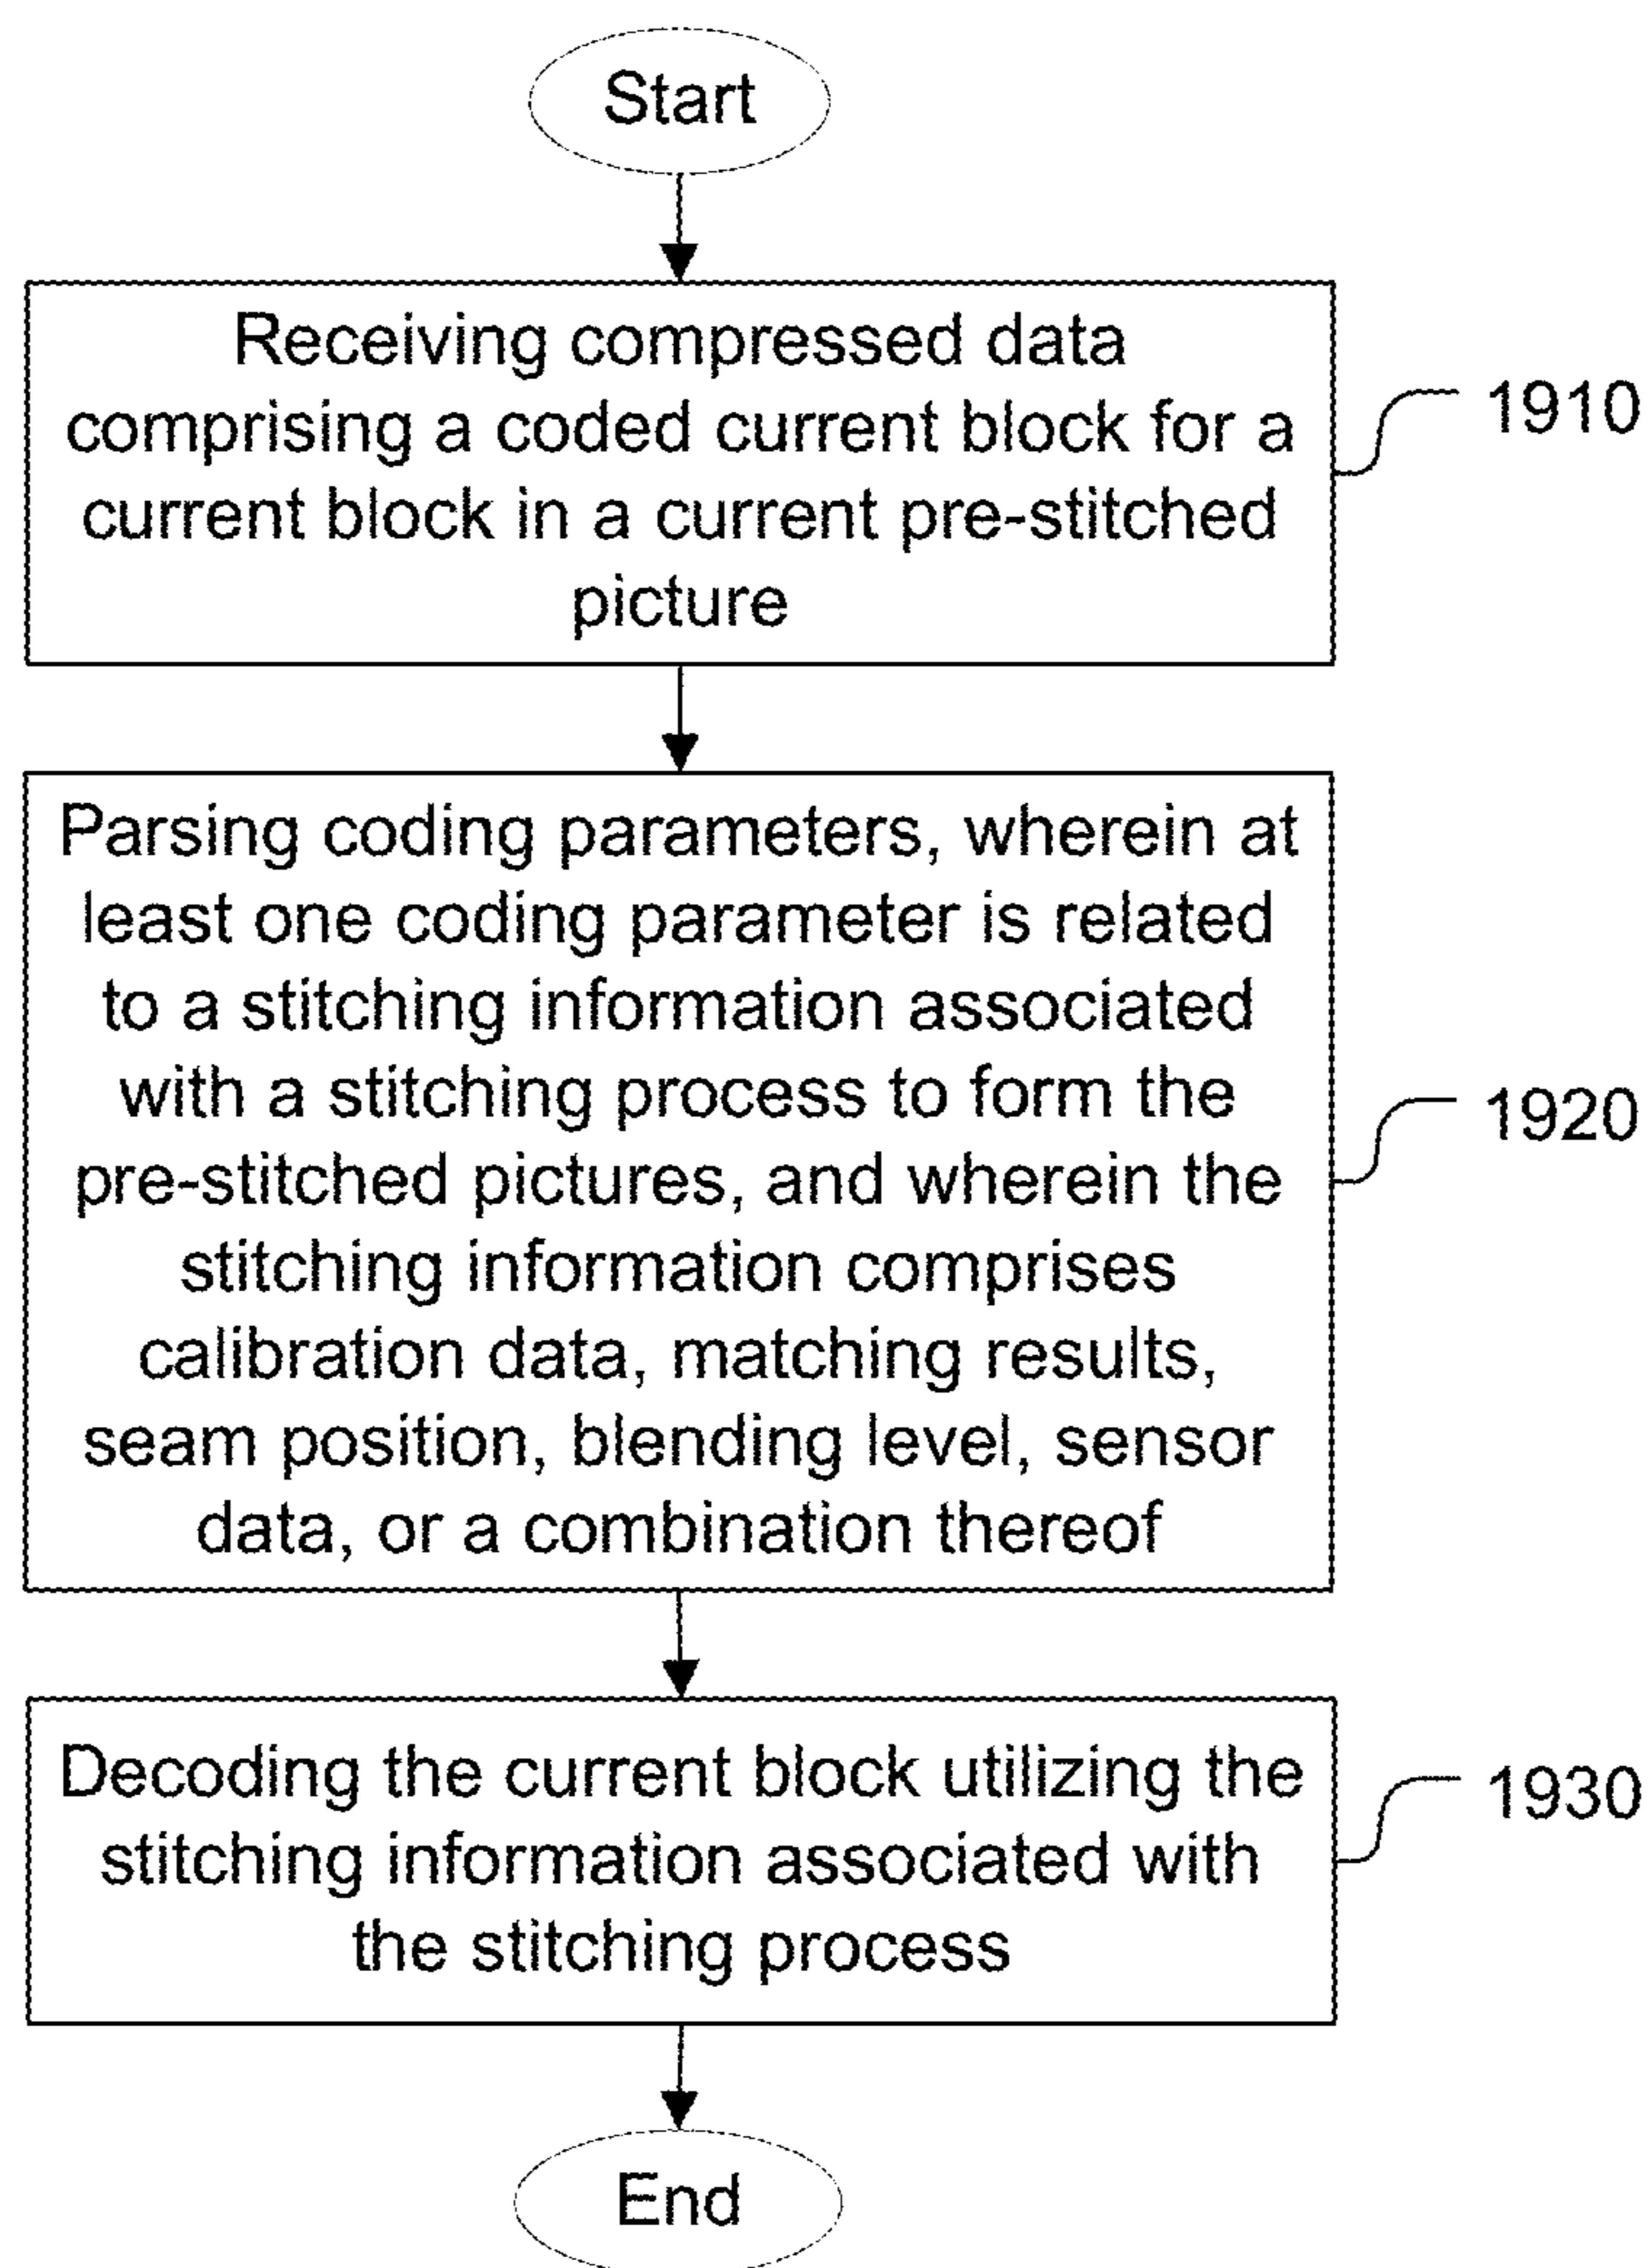 Start
Receiving compressed data
comprising a coded current block for a
current block in a current pre-stitched
picture
1910
Parsing coding parameters, wherein at
least one coding parameter is related
to a stitching information associated
with a stitching process to form the
pre-stitched pictures, and wherein the
stitching information comprises
calibration data, matching results,
seam position, blending level, sensor
data, or a combination thereof
1920
Decoding the current block utilizing the
stitching information associated with
the stitching process
1930
End